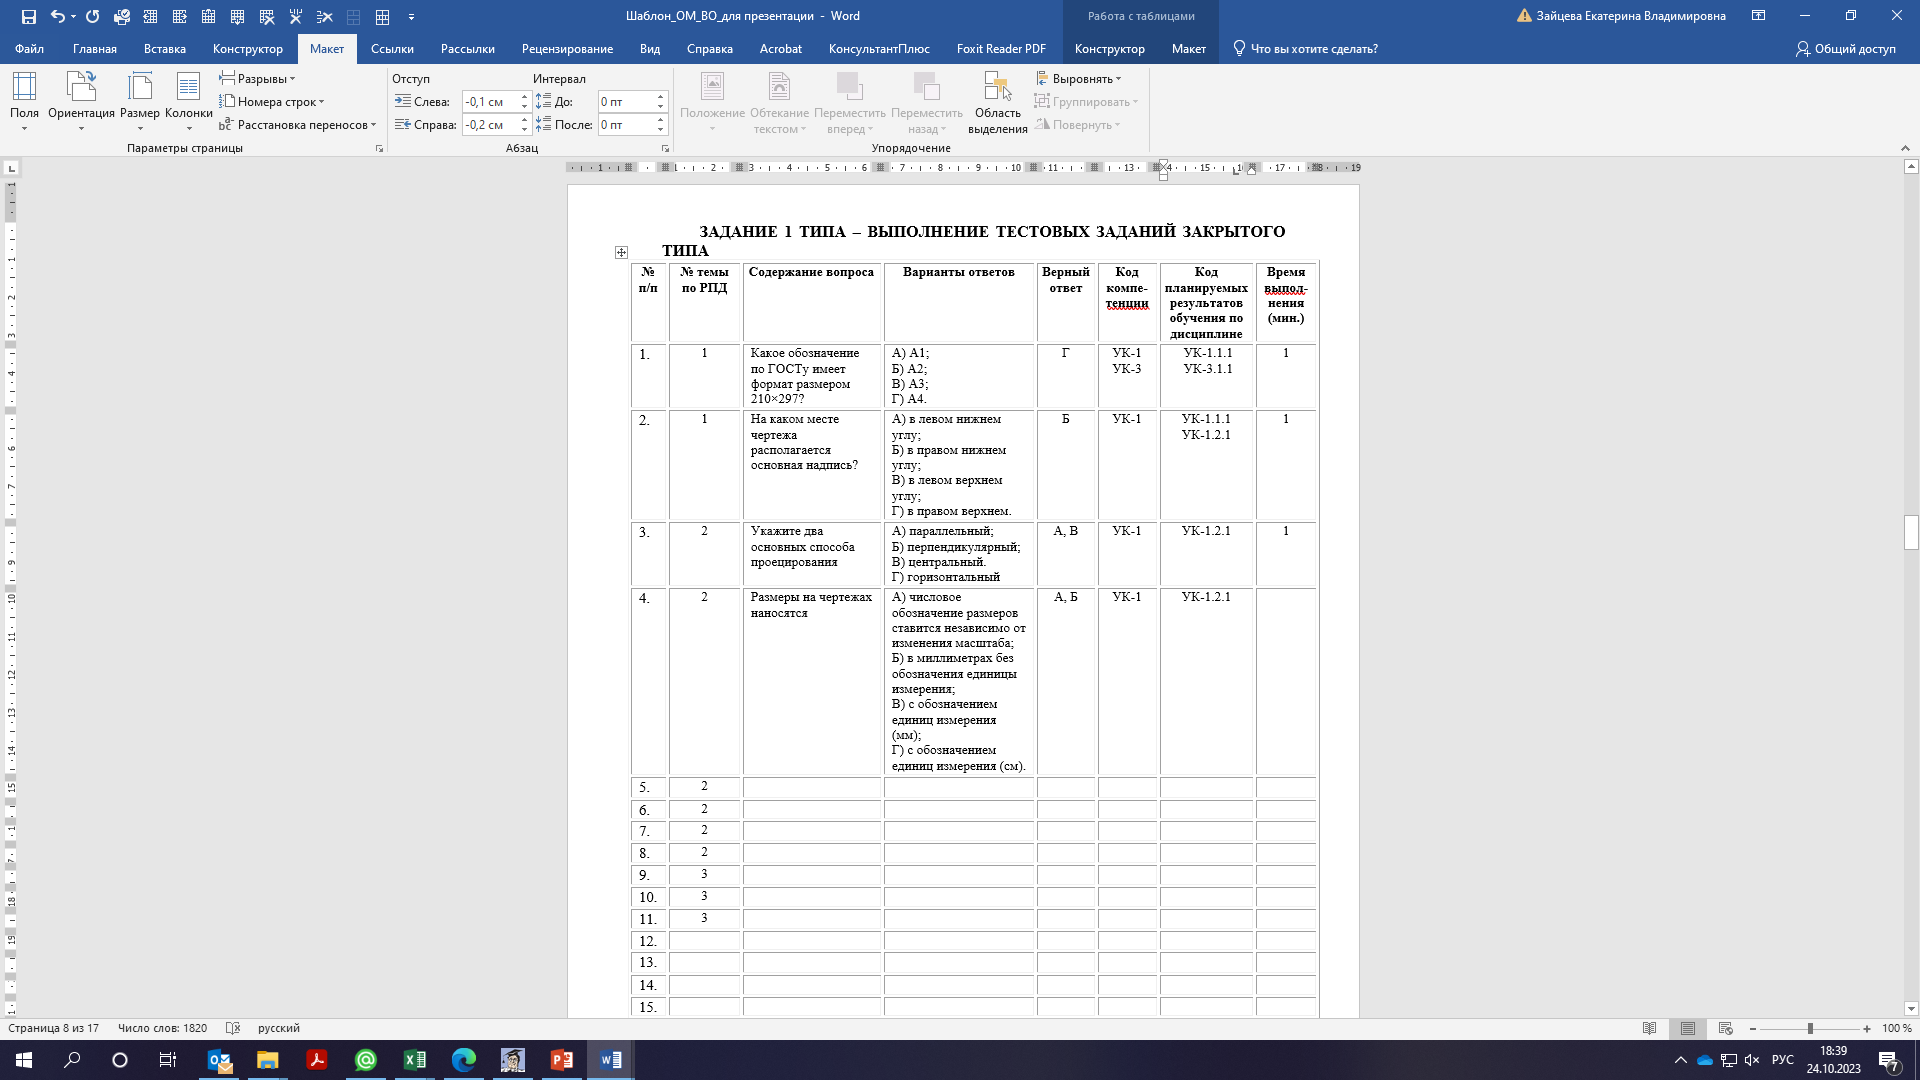 Шаблон_ОМ_ВО_для презентации - Word
Работа с таблицами
Зайцева Екатерина Владимировна
Файл Главная Вставка Конструктор Макет Ссылки Рассылки Рецензирование Вид Справка Acrobat КонсультантПлюс Foxit Reader PDF Конструктор Макет Что вы хотите сделать? Общий доступ
Поля
Ориентация
Размер
Колонки
Разрывы
Номера строк
Расстановка переносов
Параметры страницы
Отступ
Интервал
Слева: -0,1 см
До: 0 пт
Справа: -0,2 см
После: 0 пт
Абзац
Положение
Обтекание текстом
Переместить вперед
Переместить назад
Область выделения
Выровнять
Группировать
Повернуть
Упорядочение
ЗАДАНИЕ 1 ТИПА – ВЫПОЛНЕНИЕ ТЕСТОВЫХ ЗАДАНИЙ ЗАКРЫТОГО
ТИПА
№ п/п
№ темы по РПД
Содержание вопроса
Варианты ответов
Верный ответ
Код компе-тенции
Код планируемых результатов обучения по дисциплине
Время выпол-нения (мин.)
1.
1
Какое обозначение
по ГОСТу имеет
формат размером
210×297?
А) А1;
Б) А2;
В) А3;
Г) А4.
Г
УК-1
УК-3
УК-1.1.1
УК-3.1.1
1
2.
1
На каком месте
чертежа
располагается
основная надпись?
А) в левом нижнем
углу;
Б) в правом нижнем
углу;
В) в левом верхнем
углу;
Г) в правом верхнем.
Б
УК-1
УК-1.1.1
УК-1.2.1
1
3.
2
Укажите два
основных способа
проецирования
А) параллельный;
Б) перпендикулярный;
В) центральный.
Г) горизонтальный
А, В
УК-1
УК-1.2.1
1
4.
2
Размеры на чертежах
наносятся
А) числовое
обозначение размеров
ставится независимо от
изменения масштаба;
Б) в миллиметрах без
обозначения единицы
измерения;
В) с обозначением
единиц измерения
(мм);
Г) с обозначением
единиц измерения (см).
А, Б
УК-1
УК-1.2.1
5. 2
6. 2
7. 2
8. 2
9. 3
10. 3
11. 3
12.
13.
14.
15.
Страница 8 из 17 Число слов: 1820 русский
100 %
РУС
18:39
24.10.2023
7